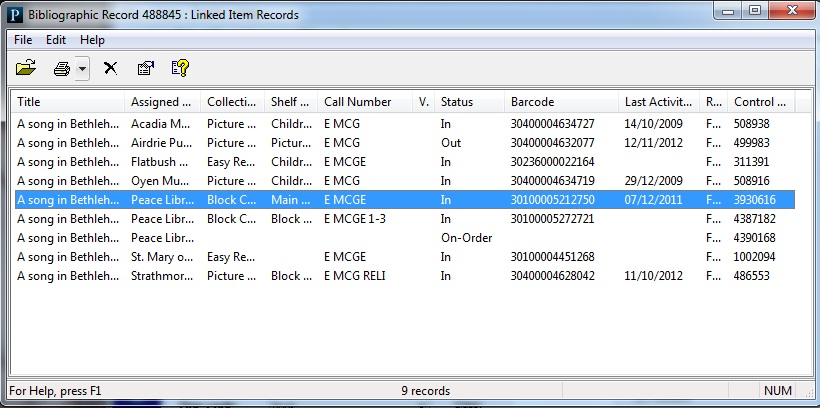 Bibliographic Record 488845 : Linked Item Records
File Edit Help
Title Assigned ... Collecti... Shelf ... Call Number V. Status Barcode Last Activit... R... Control ...
A song in Bethleh... Acadia M... Picture ... Childr... E MCG In 30400004634727 14/10/2009 F... 508938
A song in Bethleh... Airdrie Pu... Picture ... Pictur... E MCG Out 30400004632077 12/11/2012 F... 499983
A song in Bethleh... Flatbush ... Easy Re... Childr... E MCGE In 30236000022164 F... 311391
A song in Bethleh... Oyen Mu... Picture ... Childr... E MCG In 30400004634719 29/12/2009 F... 508916
A song in Bethleh... Peace Libr... Block C... Main ... E MCGE In 30100005212750 07/12/2011 F... 3930616
A song in Bethleh... Peace Libr... Block C... Block ... E MCGE 1-3 In 30100005272721 F... 4387182
A song in Bethleh... Peace Libr... On-Order F... 4390168
A song in Bethleh... St. Mary o... Easy Re... E MCGE In 30100004451268 F... 1002094
A song in Bethleh... Strathmor... Picture ... Block ... E MCG RELI In 30400004628042 11/10/2012 F... 486553
For Help, press F1 9 records NUM